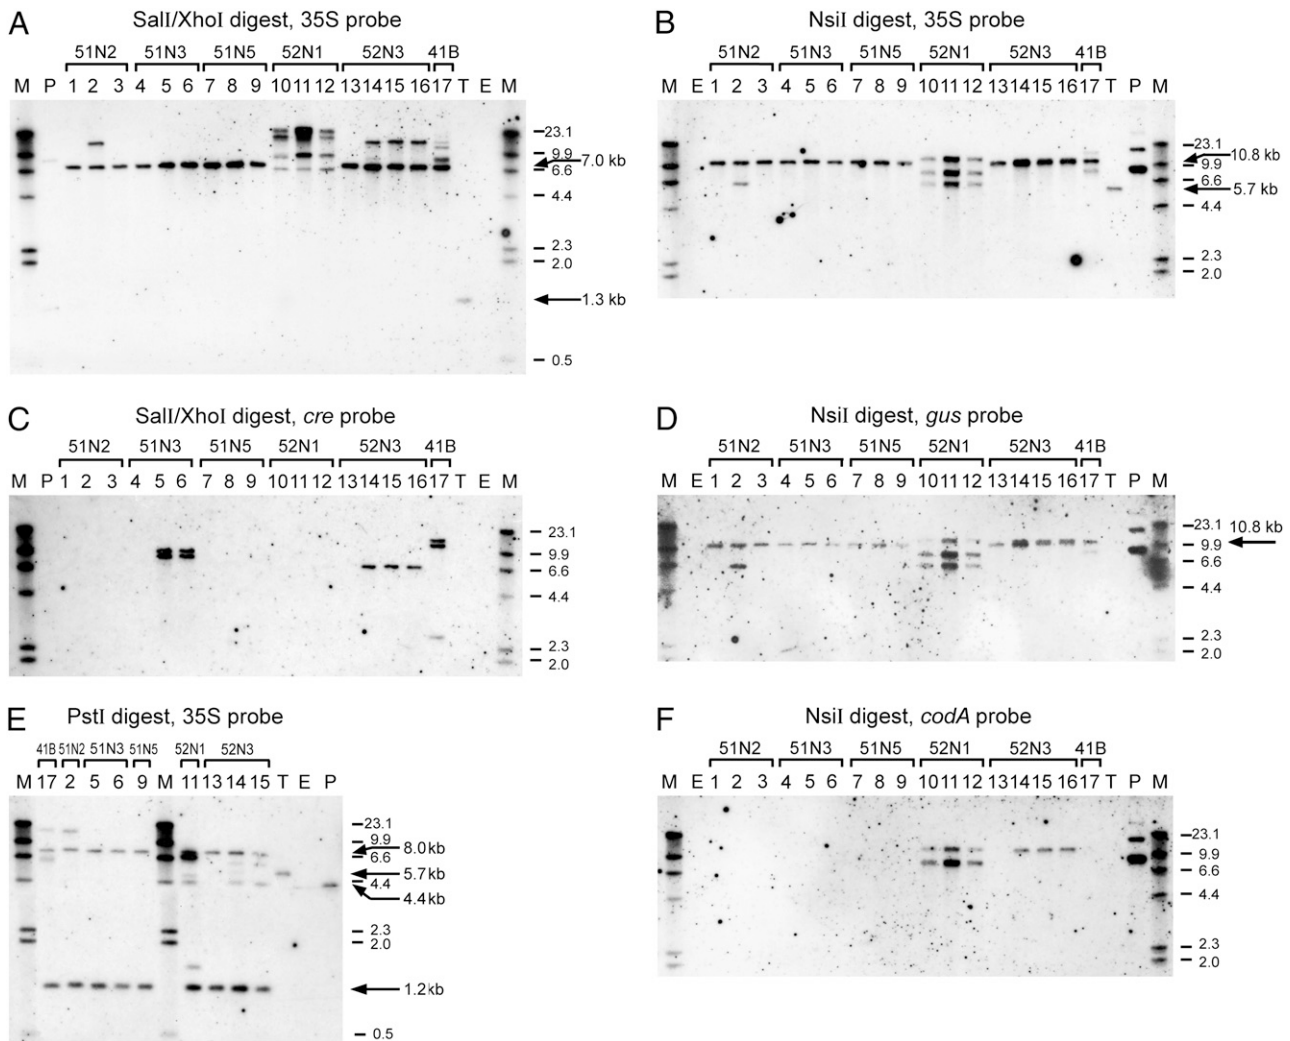 A
SalI/XhoI digest, 35S probe
51N2 51N3 51N5 52N1 52N3 41B
M P 1 2 3 4 5 6 7 8 9 10 11 12 13 14 15 16 17 T E M
23.1
9.9
7.0 kb
6.6
4.4
2.3
2.0
1.3 kb
0.5
B
NsiI digest, 35S probe
51N2 51N3 51N5 52N1 52N3 41B
M E 1 2 3 4 5 6 7 8 9 10 11 12 13 14 15 16 17 T P M
23.1
10.8 kb
9.9
6.6
5.7 kb
4.4
2.3
2.0
C
SalI/XhoI digest, cre probe
51N2 51N3 51N5 52N1 52N3 41B
M P 1 2 3 4 5 6 7 8 9 10 11 12 13 14 15 16 17 T E M
23.1
9.9
6.6
4.4
2.3
2.0
D
NsiI digest, gus probe
51N2 51N3 51N5 52N1 52N3 41B
M E 1 2 3 4 5 6 7 8 9 10 11 12 13 14 15 16 17 T P M
23.1 10.8 kb
9.9
6.6
4.4
2.3
2.0
E
PstI digest, 35S probe
41B 51N2 51N3 51N5 52N1 52N3
M 17 2 5 6 9 M 11 13 14 15 T E P
23.1
9.9
8.0 kb
6.6
5.7 kb
4.4
4.4 kb
2.3
2.0
1.2 kb
0.5
F
NsiI digest, codA probe
51N2 51N3 51N5 52N1 52N3 41B
M E 1 2 3 4 5 6 7 8 9 10 11 12 13 14 15 16 17 T P M
23.1
9.9
6.6
4.4
2.3
2.0